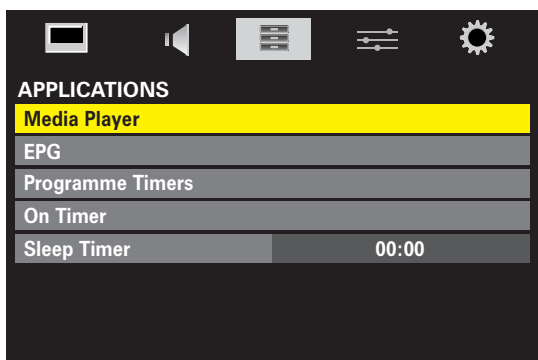 APPLICATIONS
Media Player
EPG
Programme Timers
On Timer
Sleep Timer 00:00